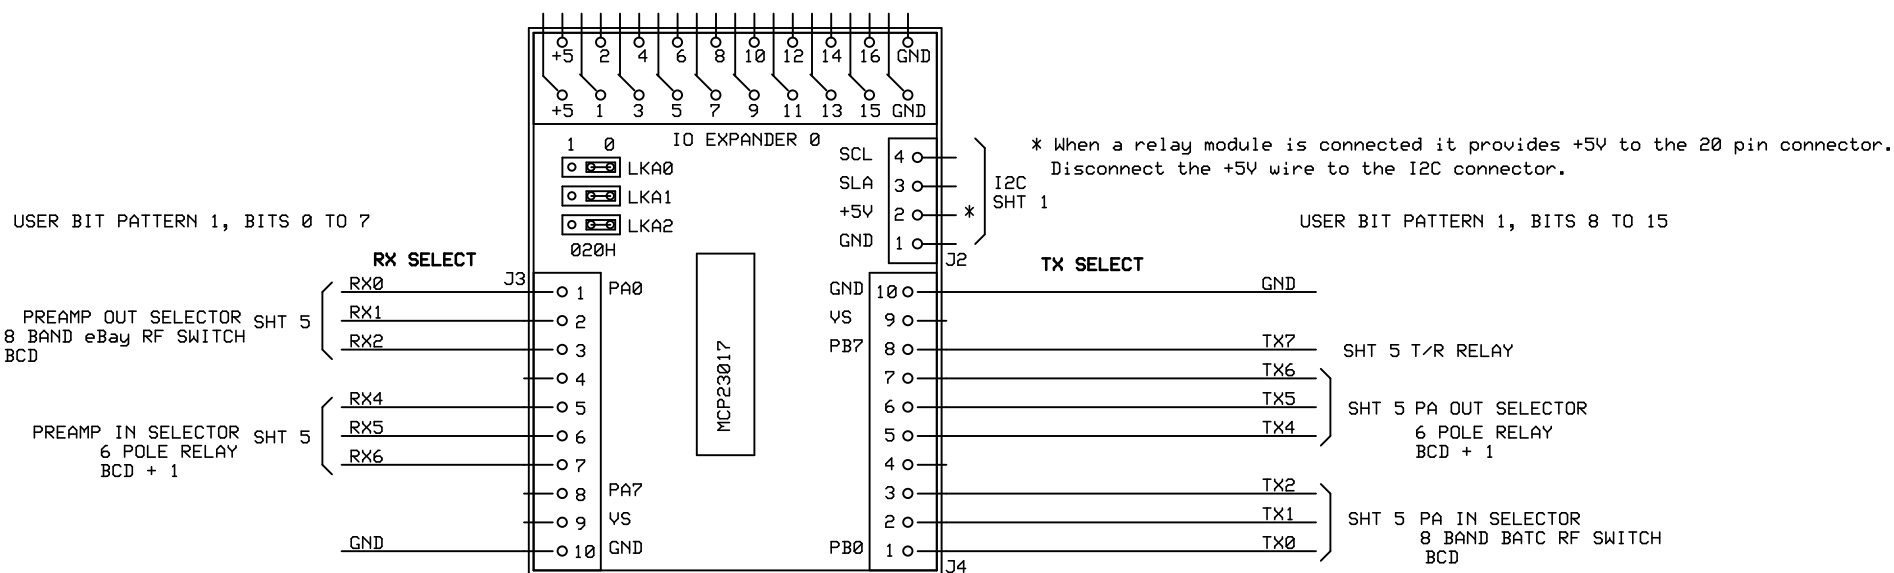 +5 2 4 6 8 10 12 14 16 GND
+5 1 3 5 7 9 11 13 15 GND
IO EXPANDER 0
1 0
LKA0
LKA1
LKA2
020H
SCL 4
SLA 3
+5V 2 *
GND 1
I2C
SHT 1
J2
* When a relay module is connected it provides +5V to the 20 pin connector.
Disconnect the +5V wire to the I2C connector.
USER BIT PATTERN 1, BITS 0 TO 7
USER BIT PATTERN 1, BITS 8 TO 15
RX SELECT
J3
RX0 1 PA0
RX1 2
RX2 3
4
RX4 5
RX5 6
RX6 7
8 PA7
9 VS
GND 10 GND
PREAMP OUT SELECTOR SHT 5
8 BAND eBay RF SWITCH
BCD
PREAMP IN SELECTOR SHT 5
6 POLE RELAY
BCD + 1
MCP23017
TX SELECT
GND 10 GND
VS 9
PB7 8 TX7
7 TX6
6 TX5
5 TX4
4
3 TX2
2 TX1
PB0 1 TX0
J4
SHT 5 T/R RELAY
SHT 5 PA OUT SELECTOR
6 POLE RELAY
BCD + 1
SHT 5 PA IN SELECTOR
8 BAND BATC RF SWITCH
BCD